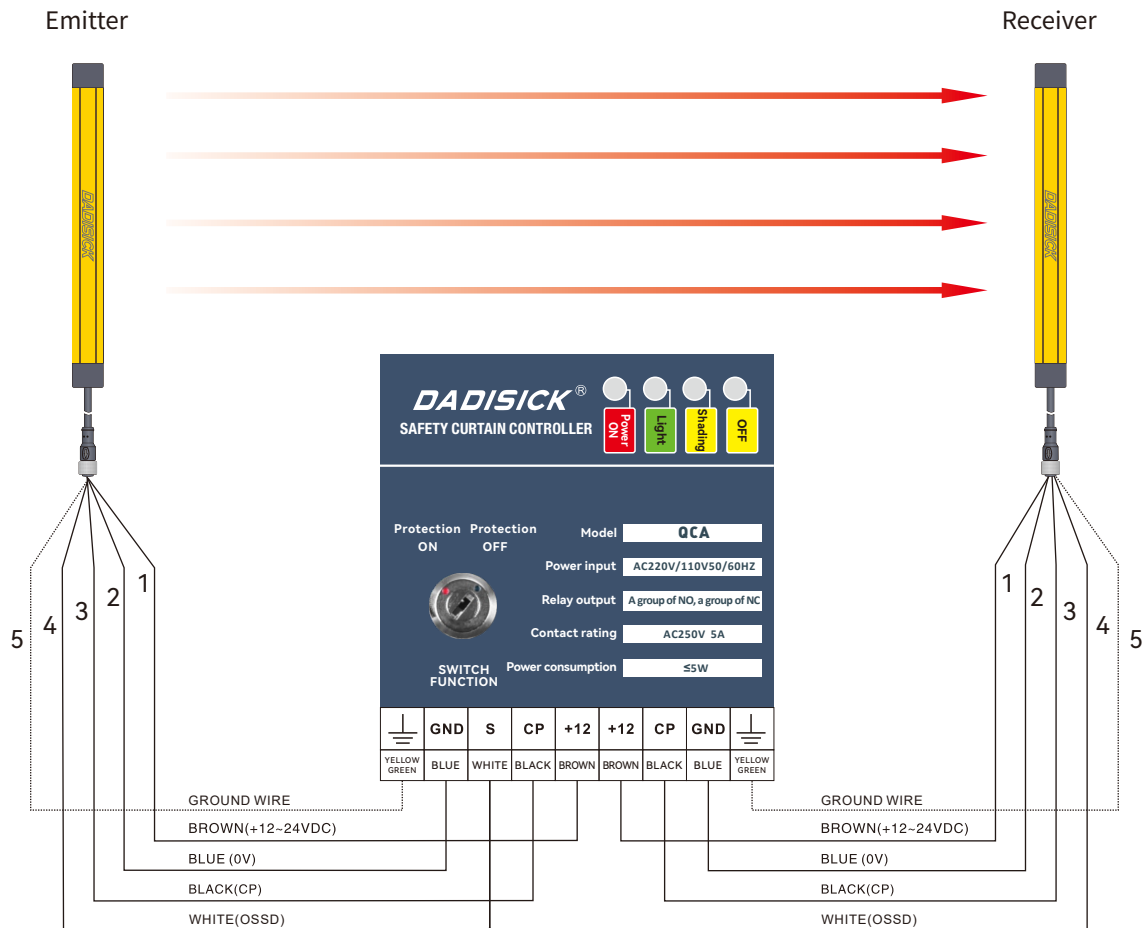 Emitter
Receiver
DADISICK
DADISICK
DADISICK®
SAFETY CURTAIN CONTROLLER
Power ON
Light
Shading
OFF
Protection ON
Protection OFF
SWITCH FUNCTION
Model QCA
Power input AC220V/110V50/60HZ
Relay output A group of NO, a group of NC
Contact rating AC250V 5A
Power consumption ≤5W
GND S CP +12 +12 CP GND
YELLOW GREEN BLUE WHITE BLACK BROWN BROWN BLACK BLUE YELLOW GREEN
5 4 3 2 1
1 2 3 4 5
GROUND WIRE
BROWN(+12~24VDC)
BLUE (0V)
BLACK(CP)
WHITE(OSSD)
GROUND WIRE
BROWN(+12~24VDC)
BLUE (0V)
BLACK(CP)
WHITE(OSSD)